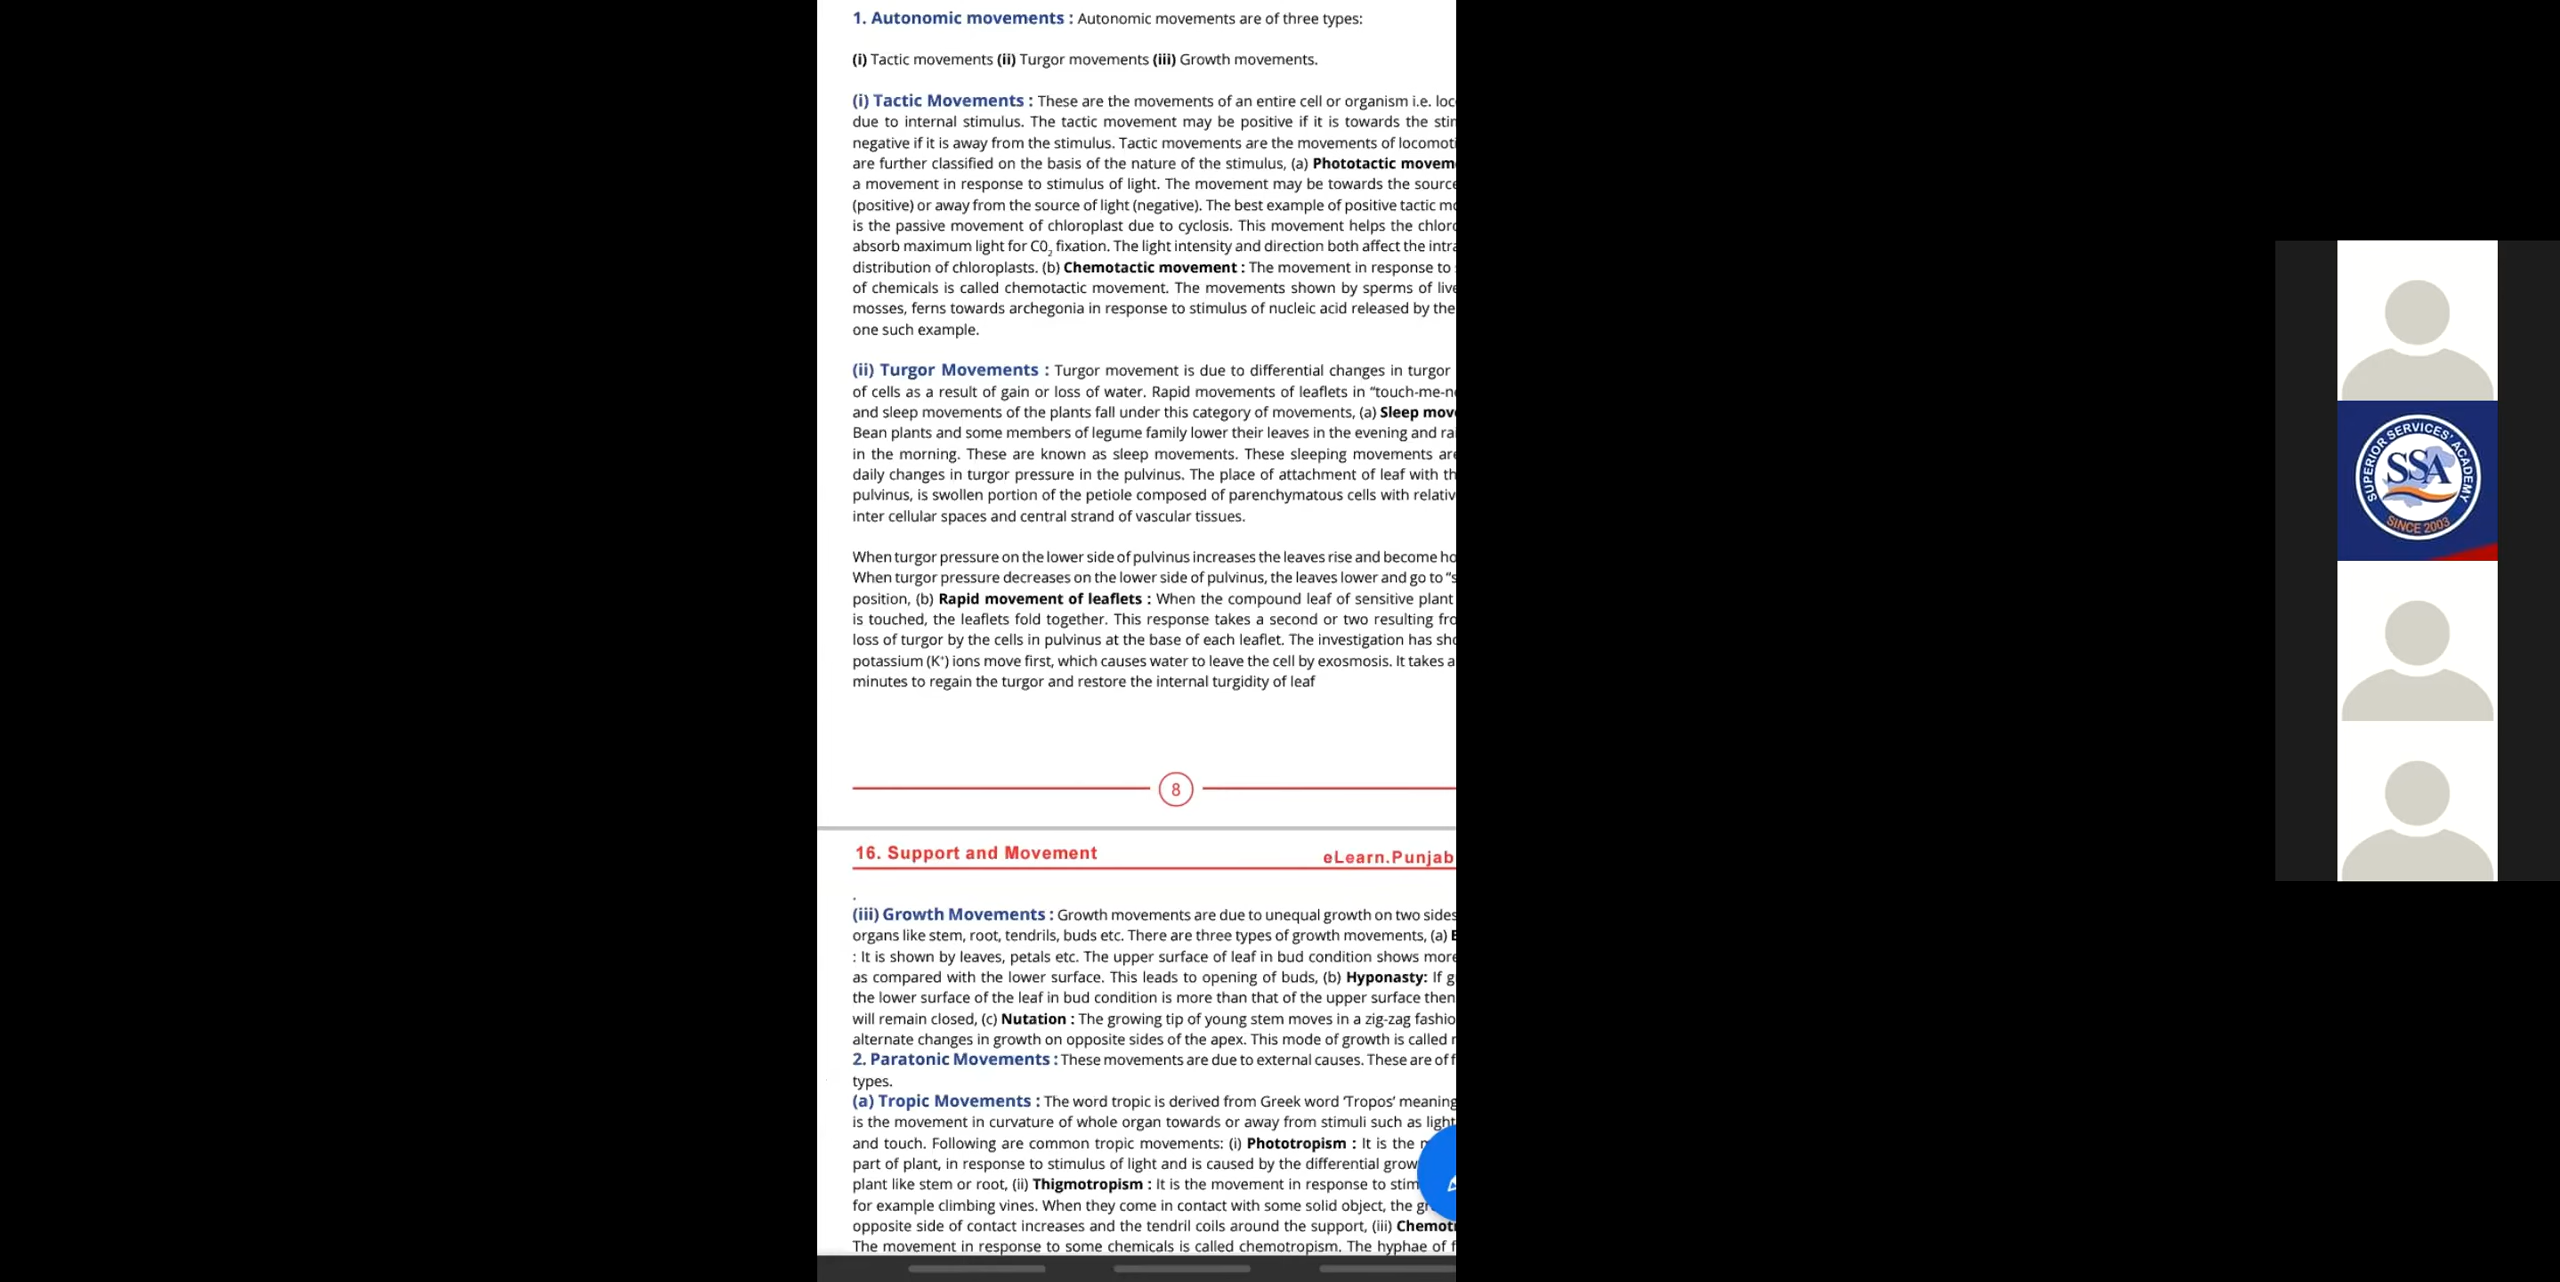 1. Autonomic movements : Autonomic movements are of three types:
(i) Tactic movements (ii) Turgor movements (iii) Growth movements.
(i) Tactic Movements : These are the movements of an entire cell or organism i.e. loc
due to internal stimulus. The tactic movement may be positive if it is towards the stim
negative if it is away from the stimulus. Tactic movements are the movements of locomoti
are further classified on the basis of the nature of the stimulus, (a) Phototactic movem
a movement in response to stimulus of light. The movement may be towards the source
(positive) or away from the source of light (negative). The best example of positive tactic mo
is the passive movement of chloroplast due to cyclosis. This movement helps the chloro
absorb maximum light for C0₂ fixation. The light intensity and direction both affect the intra
distribution of chloroplasts. (b) Chemotactic movement : The movement in response to
of chemicals is called chemotactic movement. The movements shown by sperms of live
mosses, ferns towards archegonia in response to stimulus of nucleic acid released by the
one such example.
(ii) Turgor Movements : Turgor movement is due to differential changes in turgor
of cells as a result of gain or loss of water. Rapid movements of leaflets in "touch-me-no
and sleep movements of the plants fall under this category of movements, (a) Sleep mov
Bean plants and some members of legume family lower their leaves in the evening and rai
in the morning. These are known as sleep movements. These sleeping movements are
daily changes in turgor pressure in the pulvinus. The place of attachment of leaf with th
pulvinus, is swollen portion of the petiole composed of parenchymatous cells with relativ
inter cellular spaces and central strand of vascular tissues.
When turgor pressure on the lower side of pulvinus increases the leaves rise and become ho
When turgor pressure decreases on the lower side of pulvinus, the leaves lower and go to "s
position, (b) Rapid movement of leaflets : When the compound leaf of sensitive plant
is touched, the leaflets fold together. This response takes a second or two resulting fro
loss of turgor by the cells in pulvinus at the base of each leaflet. The investigation has sho
potassium (K⁺) ions move first, which causes water to leave the cell by exosmosis. It takes a
minutes to regain the turgor and restore the internal turgidity of leaf
8
16. Support and Movement
eLearn.Punjab
.
(iii) Growth Movements : Growth movements are due to unequal growth on two sides
organs like stem, root, tendrils, buds etc. There are three types of growth movements, (a) E
: It is shown by leaves, petals etc. The upper surface of leaf in bud condition shows more
as compared with the lower surface. This leads to opening of buds, (b) Hyponasty: If g
the lower surface of the leaf in bud condition is more than that of the upper surface then
will remain closed, (c) Nutation : The growing tip of young stem moves in a zig-zag fashio
alternate changes in growth on opposite sides of the apex. This mode of growth is called n
2. Paratonic Movements : These movements are due to external causes. These are of f
types.
(a) Tropic Movements : The word tropic is derived from Greek word 'Tropos' meaning
is the movement in curvature of whole organ towards or away from stimuli such as light
and touch. Following are common tropic movements: (i) Phototropism : It is the
part of plant, in response to stimulus of light and is caused by the differential grow
plant like stem or root, (ii) Thigmotropism : It is the movement in response to stim
for example climbing vines. When they come in contact with some solid object, the gr
opposite side of contact increases and the tendril coils around the support, (iii) Chemot
The movement in response to some chemicals is called chemotropism. The hyphae of f
SUPERIOR SERVICES' ACADEMY
SSA
SINCE 2003